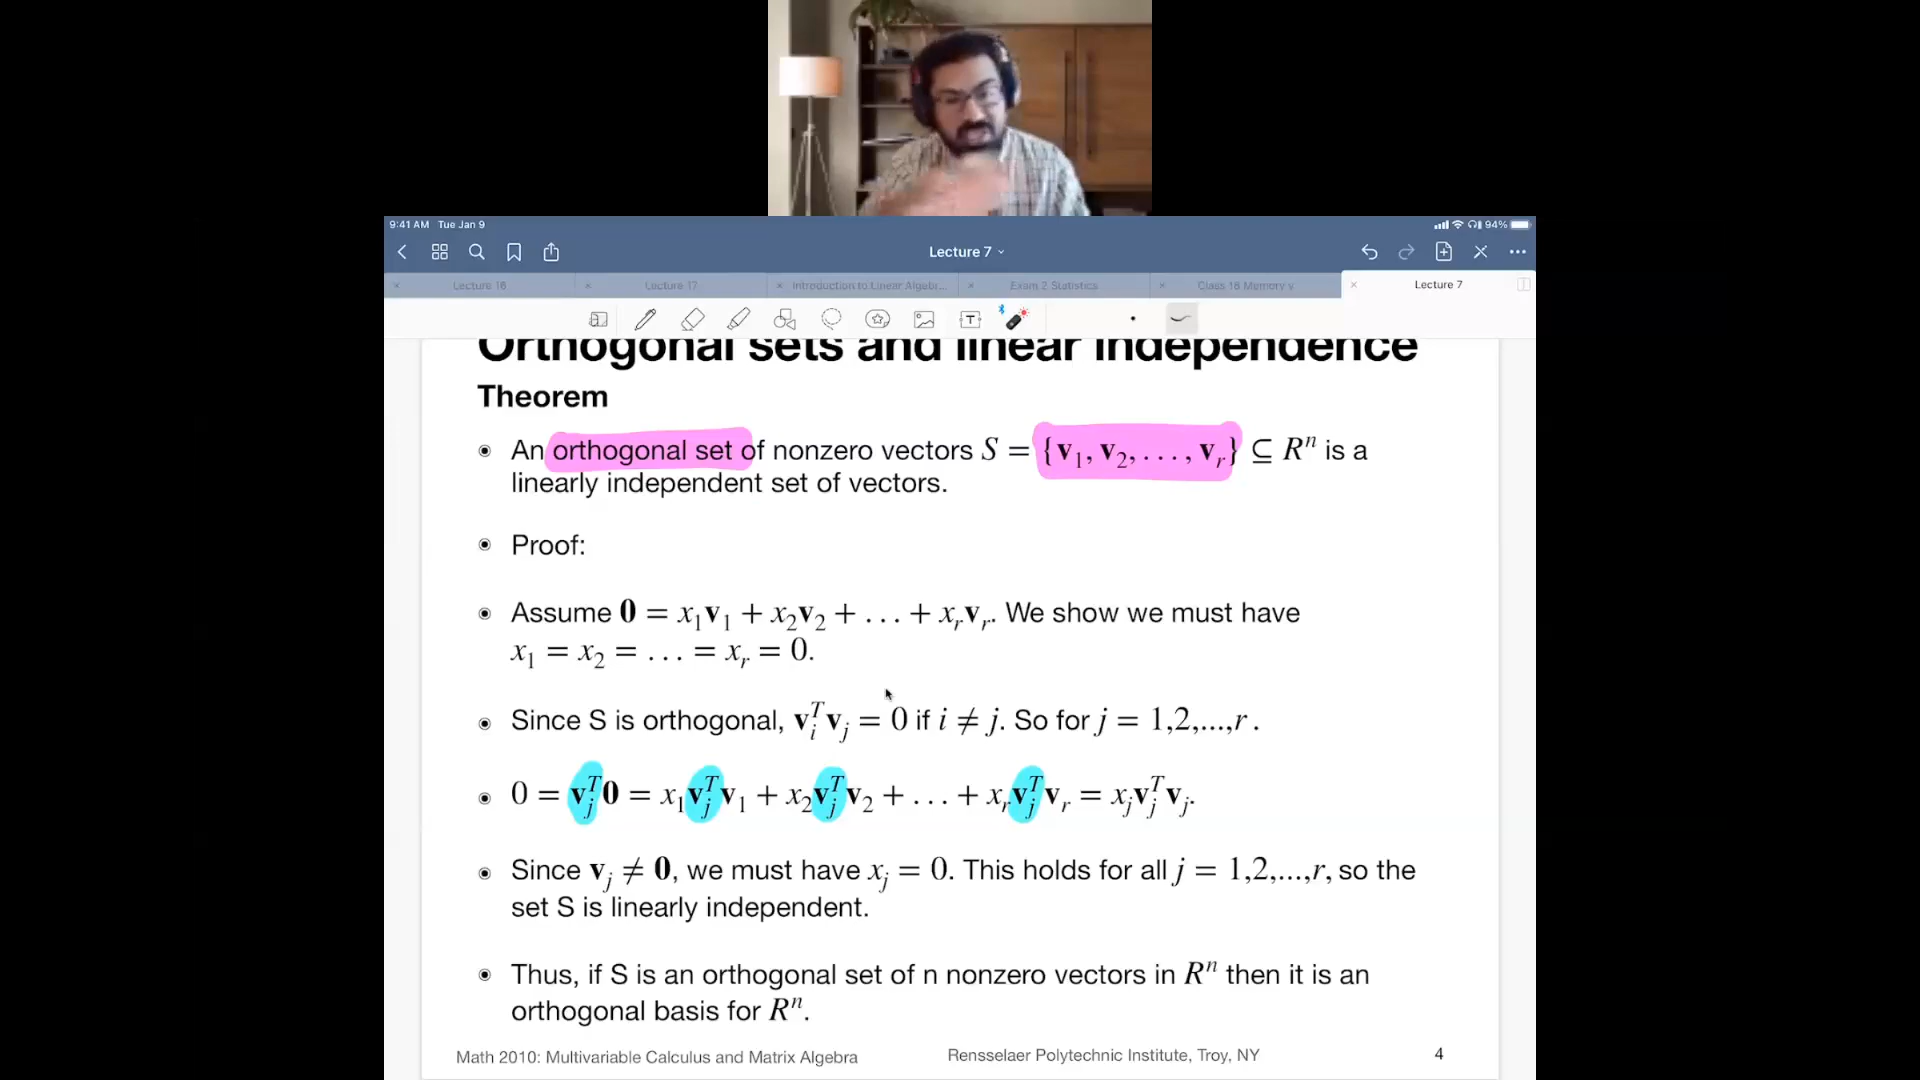 9:41 AM Tue Jan 9
94%
Lecture 7
Lecture 16
Lecture 17
Introduction to Linear Algebr...
Exam 2 Statistics
Class 16 Memory v
Lecture 7
Orthogonal sets and linear independence
Theorem
An orthogonal set of nonzero vectors S = {v₁, v₂, . . . , vᵣ} ⊆ Rⁿ is a
linearly independent set of vectors.
Proof:
Assume 0 = x₁v₁ + x₂v₂ + . . . + xᵣvᵣ. We show we must have
x₁ = x₂ = . . . = xᵣ = 0.
Since S is orthogonal, vᵢᵀvⱼ = 0 if i ≠ j. So for j = 1,2,...,r .
0 = vⱼᵀ0 = x₁vⱼᵀv₁ + x₂vⱼᵀv₂ + . . . + xᵣvⱼᵀvᵣ = xⱼvⱼᵀvⱼ.
Since vⱼ ≠ 0, we must have xⱼ = 0. This holds for all j = 1,2,...,r, so the
set S is linearly independent.
Thus, if S is an orthogonal set of n nonzero vectors in Rⁿ then it is an
orthogonal basis for Rⁿ.
Math 2010: Multivariable Calculus and Matrix Algebra
Rensselaer Polytechnic Institute, Troy, NY
4